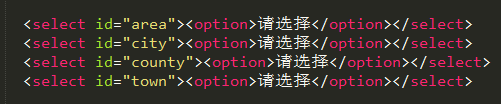 <select id="area"><option>请选择</option></select>
<select id="city"><option>请选择</option></select>
<select id="county"><option>请选择</option></select>
<select id="town"><option>请选择</option></select>